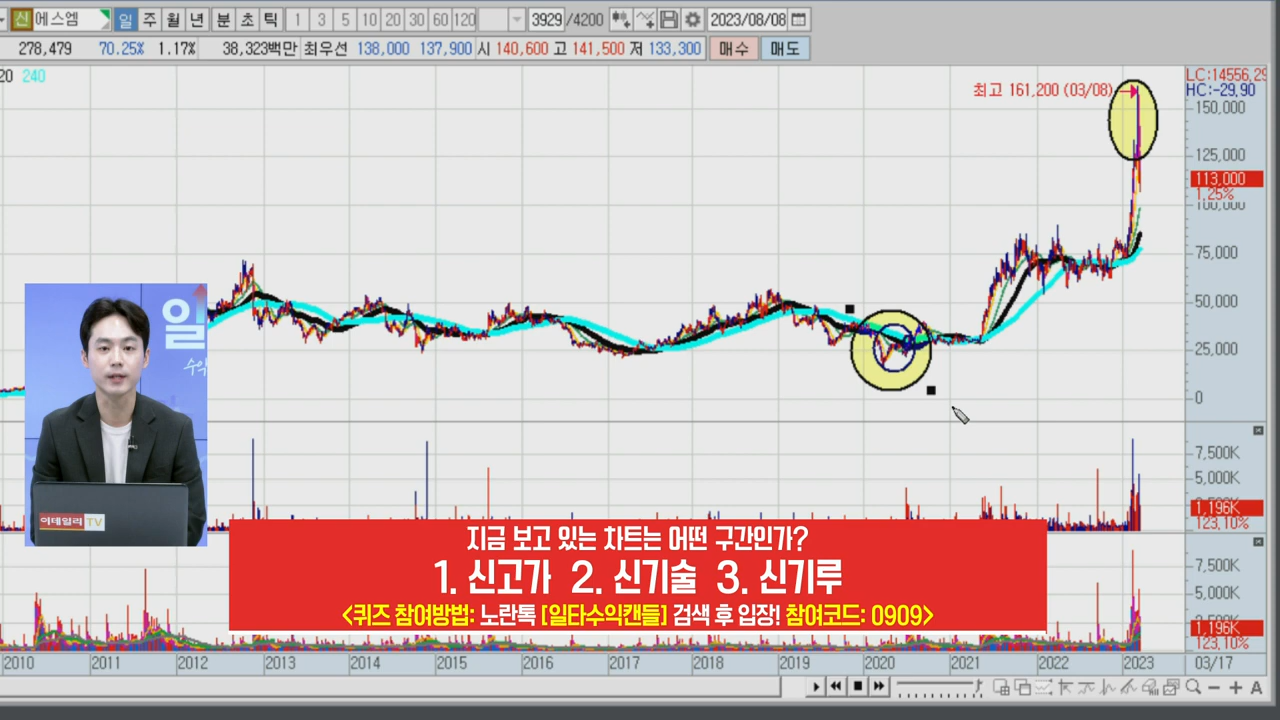 신 에스엠 일 주 월 년 분 초 틱 1 3 5 10 20 30 60 120 3929 /4200 2023/08/08
278,479 70.25% 1.17% 38,323백만 최우선 138,000 137,900 시 140,600 고 141,500 저 133,300 매수 매도
20 240
LC:14556,29
최고 161,200 (03/08)
HC:-29,90
150,000
125,000
113,000
1,25%
100,000
75,000
50,000
25,000
0
일
수익
이데일리 TV
7,500K
5,000K
1,196K
123,10%
7,500K
5,000K
1,196K
123,10%
지금 보고 있는 차트는 어떤 구간인가?
1. 신고가 2. 신기술 3. 신기루
<퀴즈 참여방법: 노란톡 [일타수익캔들] 검색 후 입장! 참여코드: 0909>
2010 2011 2012 2013 2014 2015 2016 2017 2018 2019 2020 2021 2022 2023 03/17
A